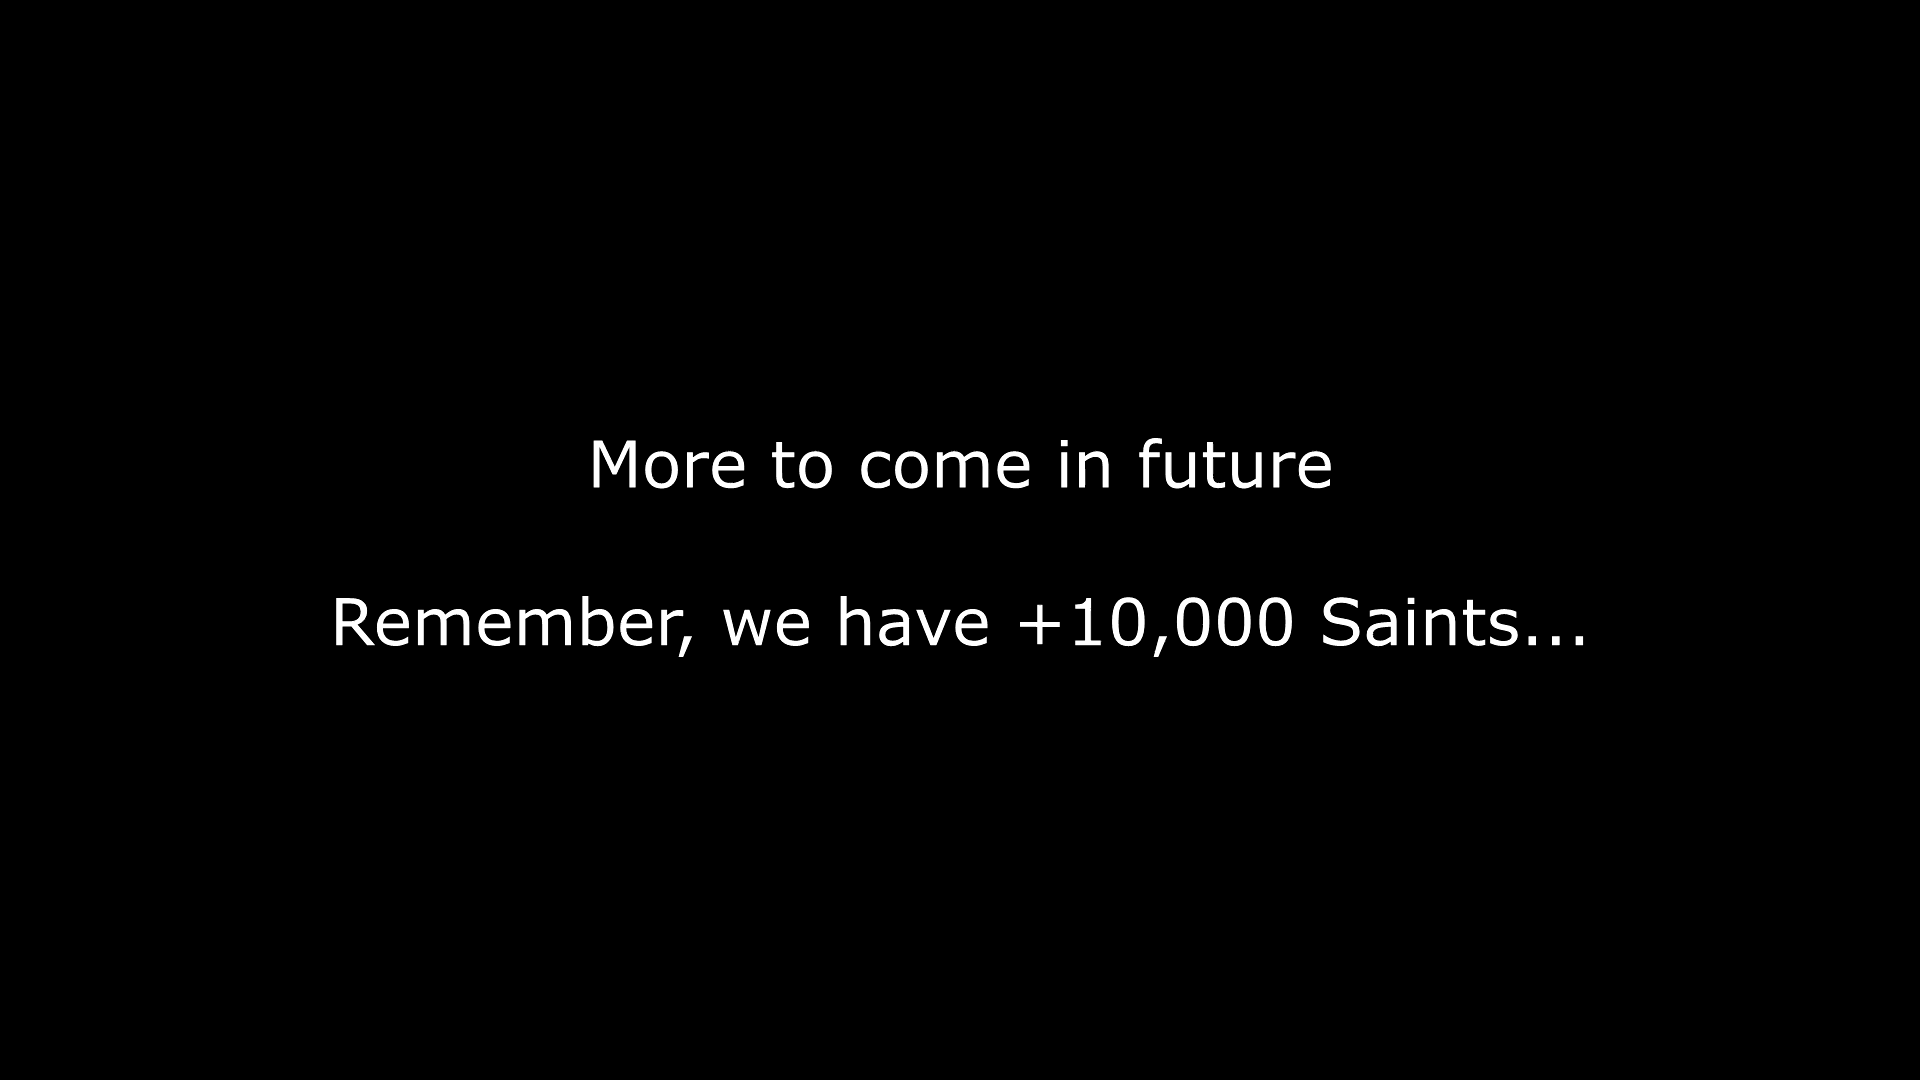 More to come in future
Remember, we have +10,000 Saints...